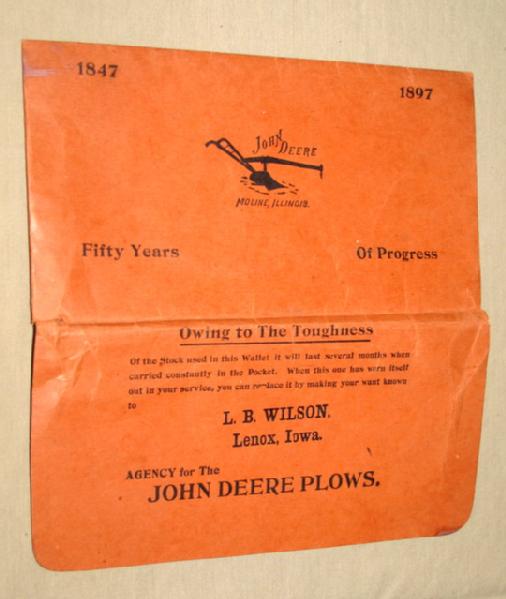 1847
1897
JOHN DEERE
MOLINE, ILLINOIS.
Fifty Years
Of Progress
Owing to The Toughness
Of the Stock used in this Wallet it will last several months when
carried constantly in the Pocket. When this one has worn itself
out in your service, you can replace it by making your want known
to
L. B. WILSON.
Lenox, Iowa.
AGENCY for The
JOHN DEERE PLOWS.